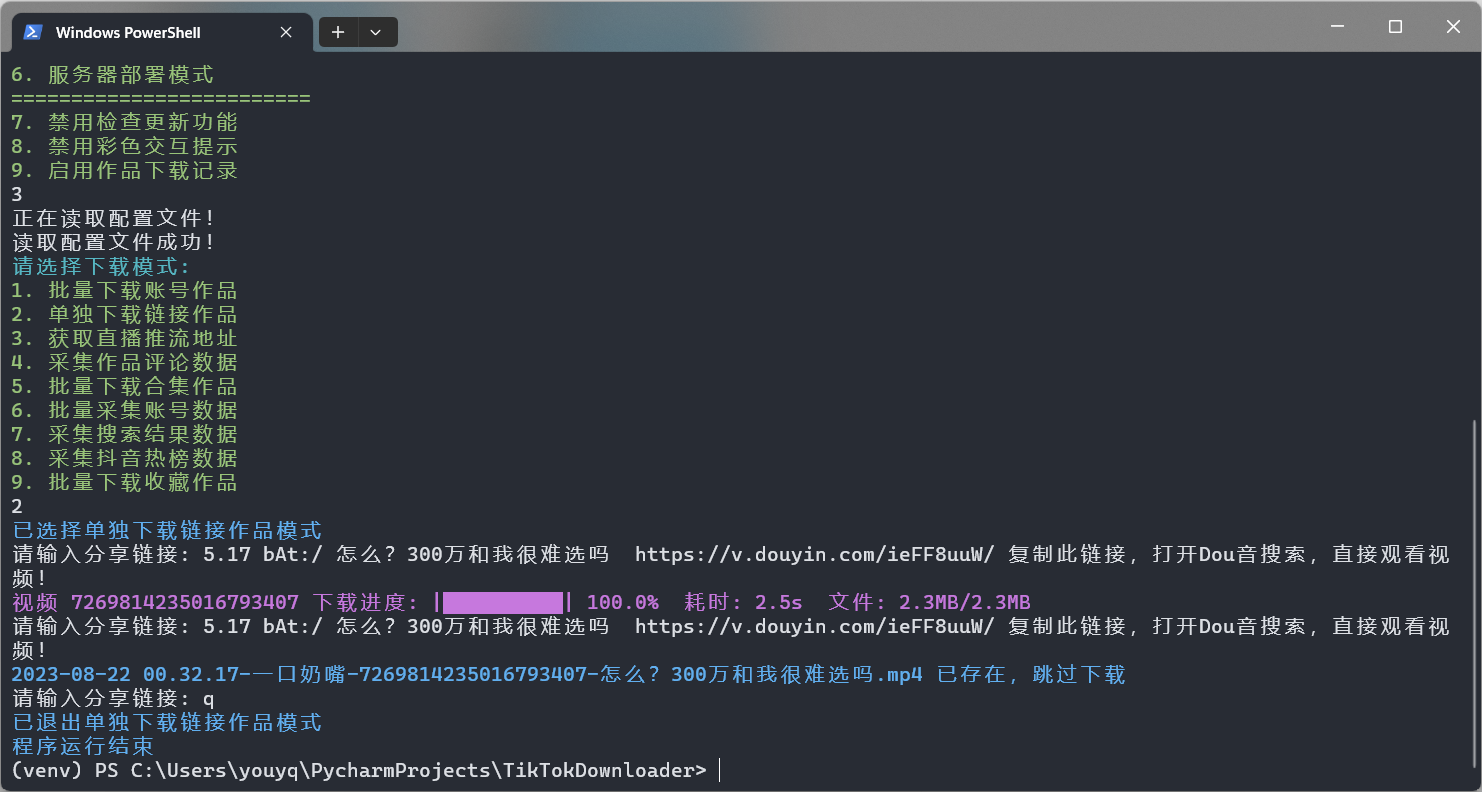 Windows PowerShell
6. 服务器部署模式
=========================
7. 禁用检查更新功能
8. 禁用彩色交互提示
9. 启用作品下载记录
3
正在读取配置文件！
读取配置文件成功！
请选择下载模式:
1. 批量下载账号作品
2. 单独下载链接作品
3. 获取直播推流地址
4. 采集作品评论数据
5. 批量下载合集作品
6. 批量采集账号数据
7. 采集搜索结果数据
8. 采集抖音热榜数据
9. 批量下载收藏作品
2
已选择单独下载链接作品模式
请输入分享链接: 5.17 bAt:/ 怎么？300万和我很难选吗  https://v.douyin.com/ieFF8uuW/ 复制此链接，打开Dou音搜索，直接观看视
频！
视频 7269814235016793407 下载进度: |██████████| 100.0%  耗时: 2.5s  文件: 2.3MB/2.3MB
请输入分享链接: 5.17 bAt:/ 怎么？300万和我很难选吗  https://v.douyin.com/ieFF8uuW/ 复制此链接，打开Dou音搜索，直接观看视
频！
2023-08-22 00.32.17-一口奶嘴-7269814235016793407-怎么？300万和我很难选吗.mp4 已存在，跳过下载
请输入分享链接: q
已退出单独下载链接作品模式
程序运行结束
(venv) PS C:\Users\youyq\PycharmProjects\TikTokDownloader>